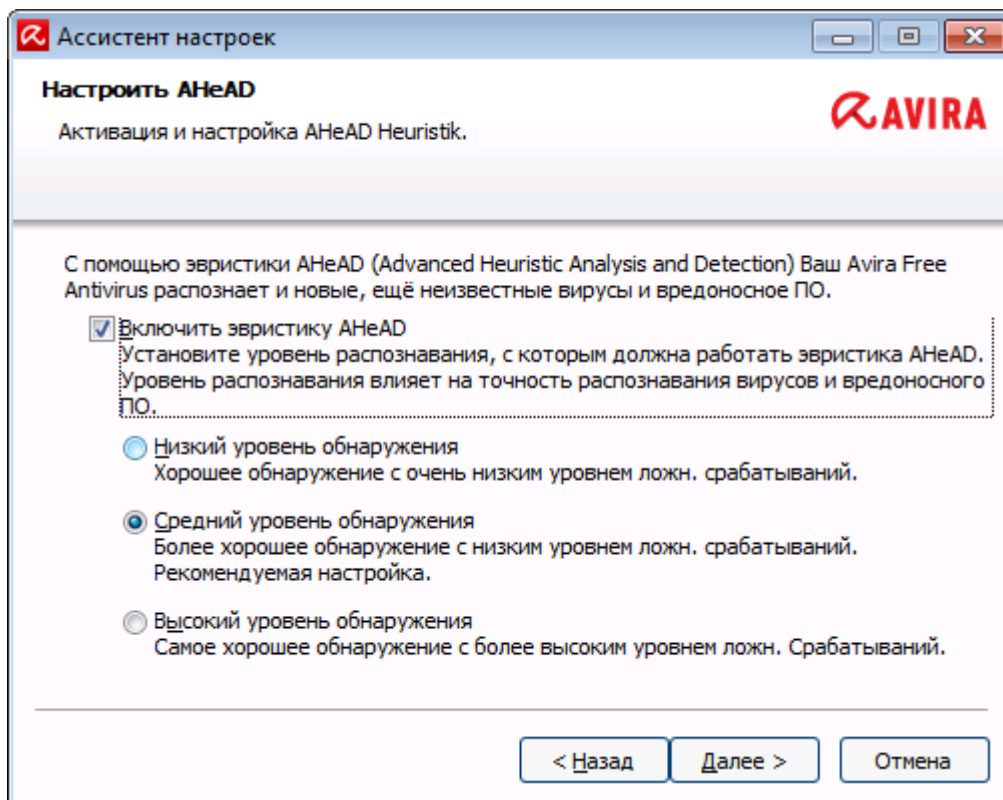 Ассистент настроек
Настроить AHeAD
Активация и настройка AHeAD Heuristik.
AVIRA
С помощью эвристики AHeAD (Advanced Heuristic Analysis and Detection) Ваш Avira Free
Antivirus распознает и новые, ещё неизвестные вирусы и вредоносное ПО.
Включить эвристику AHeAD
Установите уровень распознавания, с которым должна работать эвристика AHeAD.
Уровень распознавания влияет на точность распознавания вирусов и вредоносного
ПО.
Низкий уровень обнаружения
Хорошее обнаружение с очень низким уровнем ложн. срабатываний.
Средний уровень обнаружения
Более хорошее обнаружение с низким уровнем ложн. срабатываний.
Рекомендуемая настройка.
Высокий уровень обнаружения
Самое хорошее обнаружение с более высоким уровнем ложн. Срабатываний.
< Назад
Далее >
Отмена